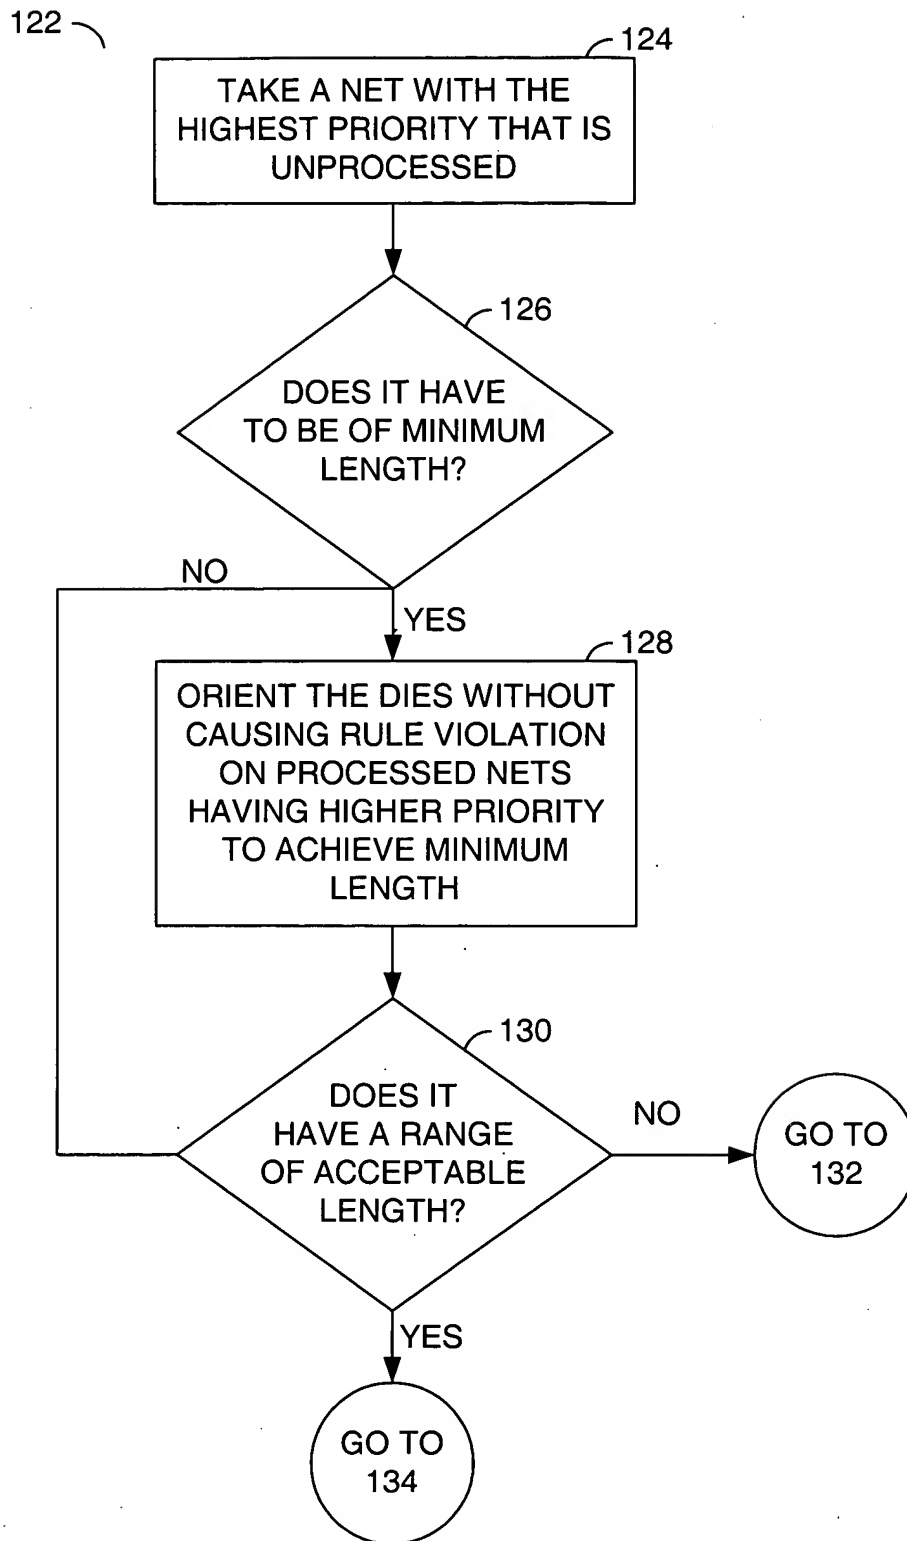 122
124
TAKE A NET WITH THE
HIGHEST PRIORITY THAT IS
UNPROCESSED
126
DOES IT HAVE
TO BE OF MINIMUM
LENGTH?
NO
YES
128
ORIENT THE DIES WITHOUT
CAUSING RULE VIOLATION
ON PROCESSED NETS
HAVING HIGHER PRIORITY
TO ACHIEVE MINIMUM
LENGTH
130
DOES IT
HAVE A RANGE
OF ACCEPTABLE
LENGTH?
NO
GO TO
132
YES
GO TO
134